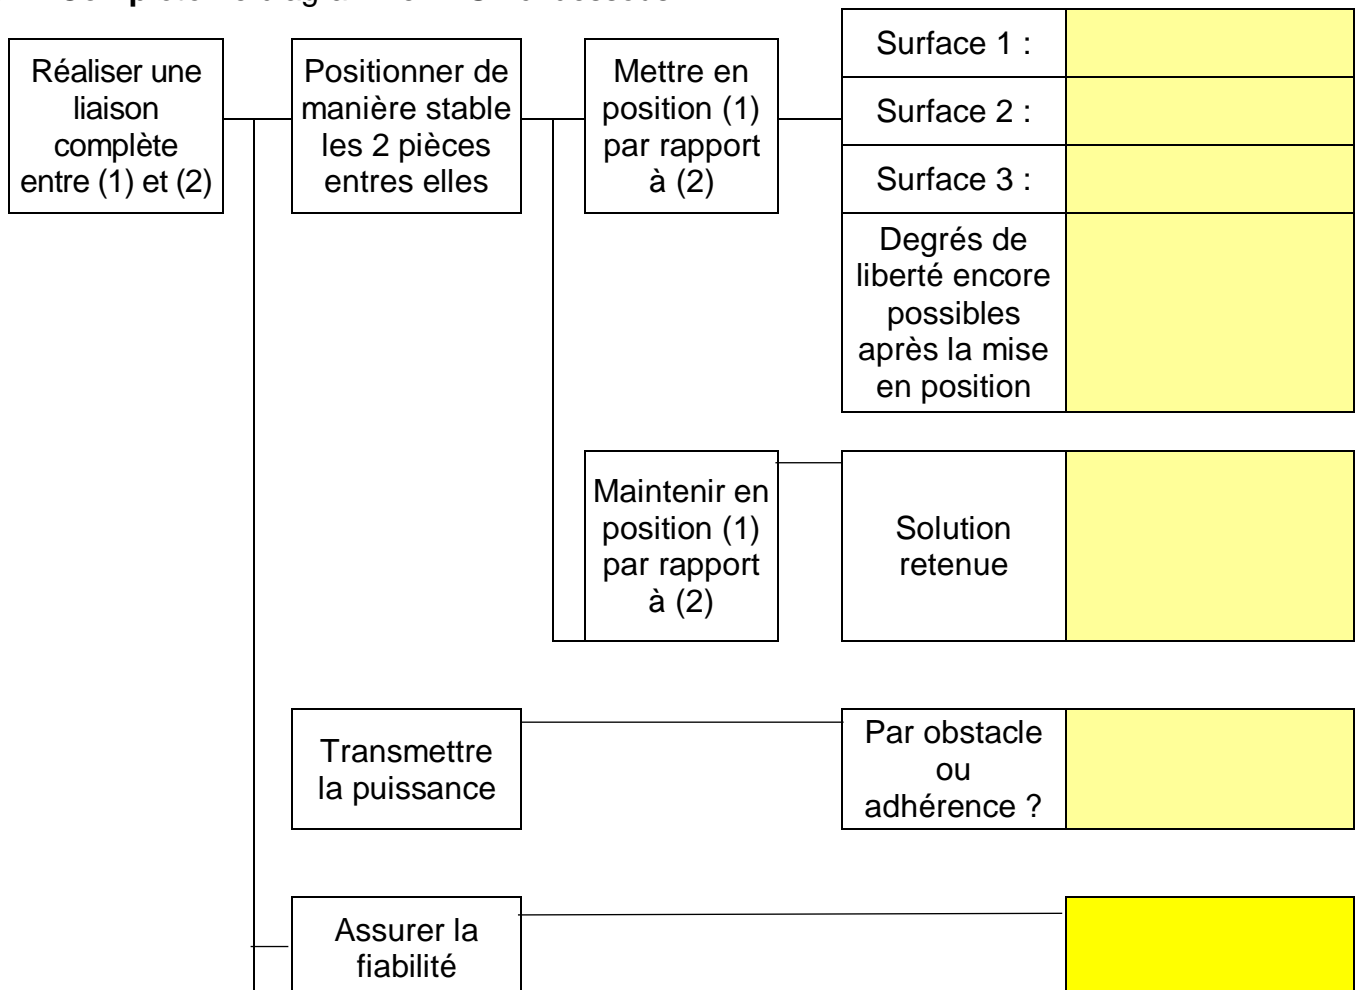 Réaliser une
liaison
complète
entre (1) et (2)
Positionner de
manière stable
les 2 pièces
entres elles
Mettre en
position (1)
par rapport
à (2)
Surface 1 :
Surface 2 :
Surface 3 :
Degrés de
liberté encore
possibles
après la mise
en position
Maintenir en
position (1)
par rapport
à (2)
Solution
retenue
Transmettre
la puissance
Par obstacle
ou
adhérence ?
Assurer la
fiabilité